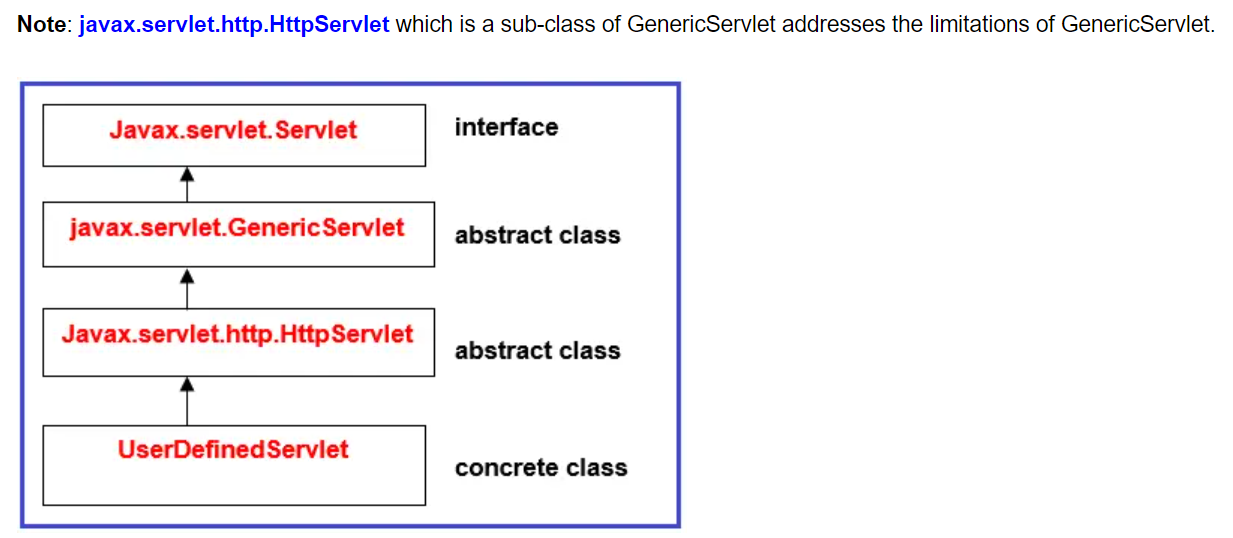 Note: javax.servlet.http.HttpServlet which is a sub-class of GenericServlet addresses the limitations of GenericServlet.
Javax.servlet.Servlet
interface
javax.servlet.GenericServlet
abstract class
Javax.servlet.http.HttpServlet
abstract class
UserDefinedServlet
concrete class